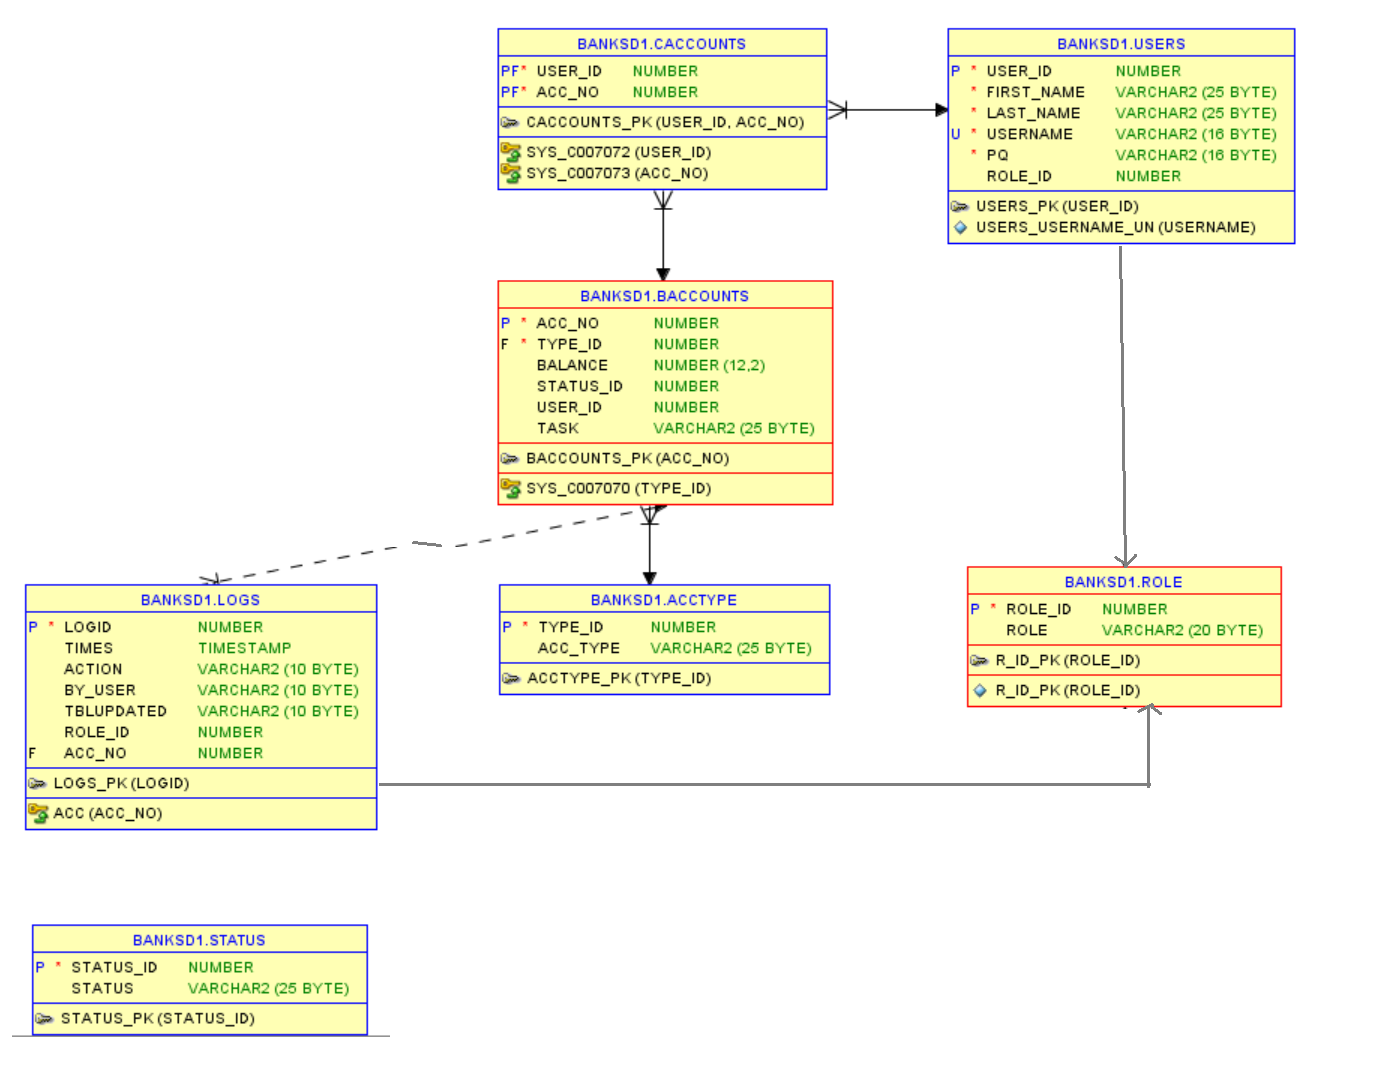 BANKSD1.CACCOUNTS
PF* USER_ID NUMBER
PF* ACC_NO NUMBER
CACCOUNTS_PK (USER_ID, ACC_NO)
SYS_C007072 (USER_ID)
SYS_C007073 (ACC_NO)
BANKSD1.USERS
P * USER_ID NUMBER
* FIRST_NAME VARCHAR2 (25 BYTE)
* LAST_NAME VARCHAR2 (25 BYTE)
U * USERNAME VARCHAR2 (16 BYTE)
* PQ VARCHAR2 (16 BYTE)
ROLE_ID NUMBER
USERS_PK (USER_ID)
USERS_USERNAME_UN (USERNAME)
BANKSD1.BACCOUNTS
P * ACC_NO NUMBER
F * TYPE_ID NUMBER
BALANCE NUMBER (12,2)
STATUS_ID NUMBER
USER_ID NUMBER
TASK VARCHAR2 (25 BYTE)
BACCOUNTS_PK (ACC_NO)
SYS_C007070 (TYPE_ID)
BANKSD1.LOGS
P * LOGID NUMBER
TIMES TIMESTAMP
ACTION VARCHAR2 (10 BYTE)
BY_USER VARCHAR2 (10 BYTE)
TBLUPDATED VARCHAR2 (10 BYTE)
ROLE_ID NUMBER
F ACC_NO NUMBER
LOGS_PK (LOGID)
ACC (ACC_NO)
BANKSD1.ACCTYPE
P * TYPE_ID NUMBER
ACC_TYPE VARCHAR2 (25 BYTE)
ACCTYPE_PK (TYPE_ID)
BANKSD1.ROLE
P * ROLE_ID NUMBER
ROLE VARCHAR2 (20 BYTE)
R_ID_PK (ROLE_ID)
R_ID_PK (ROLE_ID)
BANKSD1.STATUS
P * STATUS_ID NUMBER
STATUS VARCHAR2 (25 BYTE)
STATUS_PK (STATUS_ID)